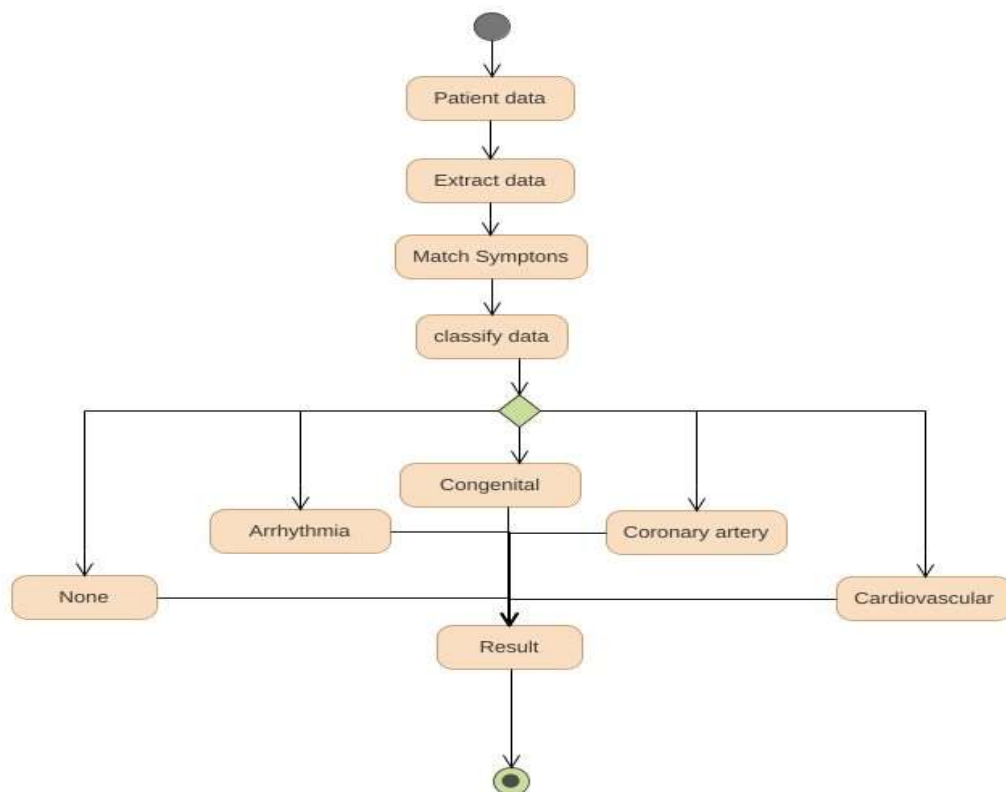 Patient data
Extract data
Match Symptons
classify data
Congenital
Arrhythmia
Coronary artery
None
Cardiovascular
Result